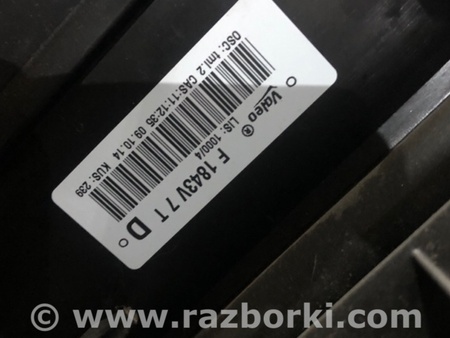 Valeo®
LIS: 1000/4
F 1843V 7 T D
OSC: tml.2 CAS:11:12:35 09.10.14 KUS: 239
© www.razborki.com